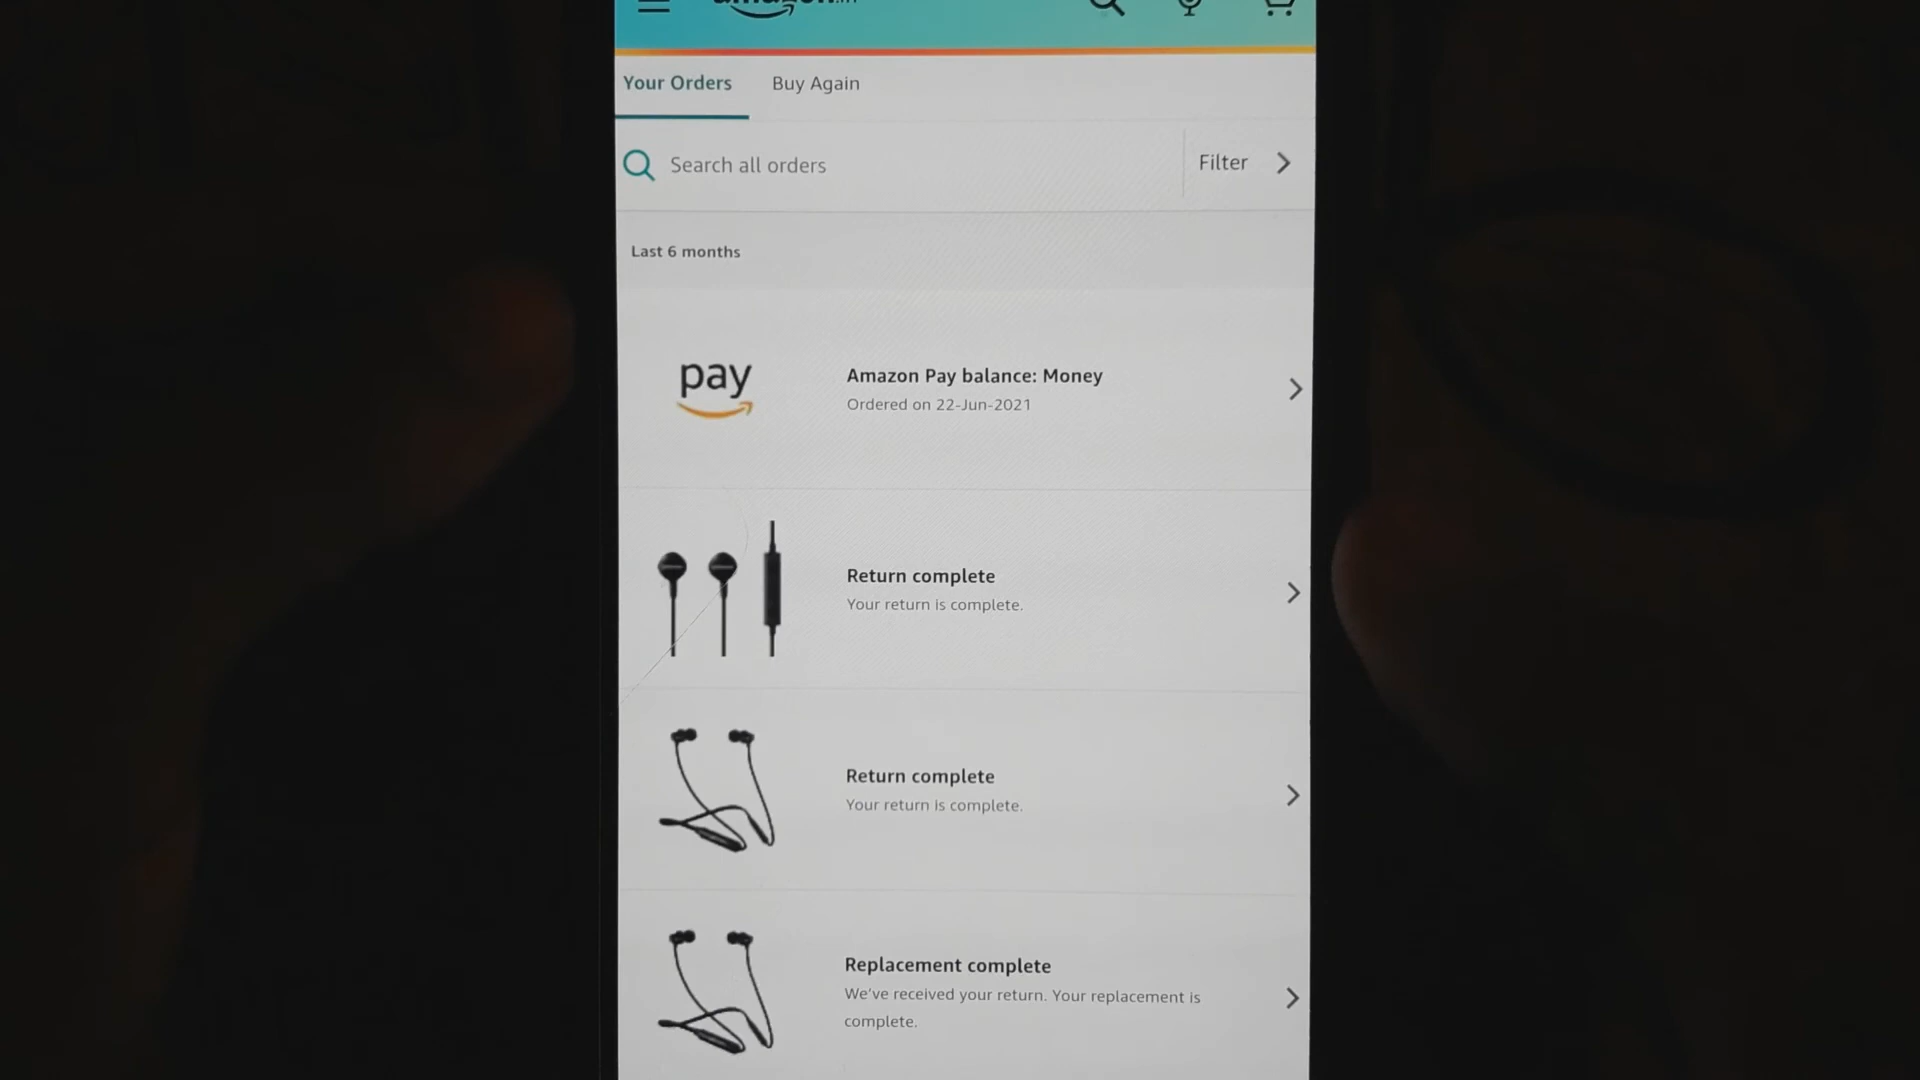 amazon.in
Your Orders Buy Again
Search all orders Filter
Last 6 months
pay
Amazon Pay balance: Money
Ordered on 22-Jun-2021
Return complete
Your return is complete.
Return complete
Your return is complete.
Replacement complete
We've received your return. Your replacement is
complete.